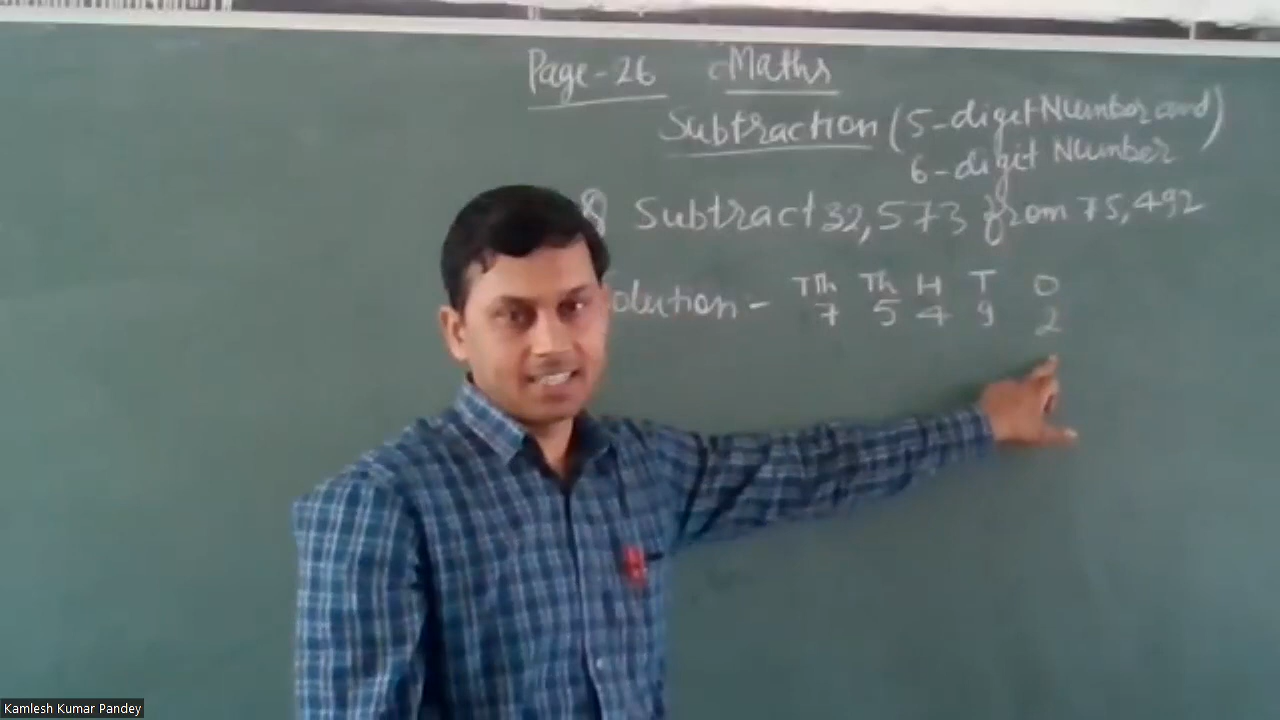 Page-26 Maths
Subtraction (5-digit Number and
6-digit Number)
Subtract 32,573 from 75,492
olution - TTh Th H T O
7 5 4 9 2
Kamlesh Kumar Pandey